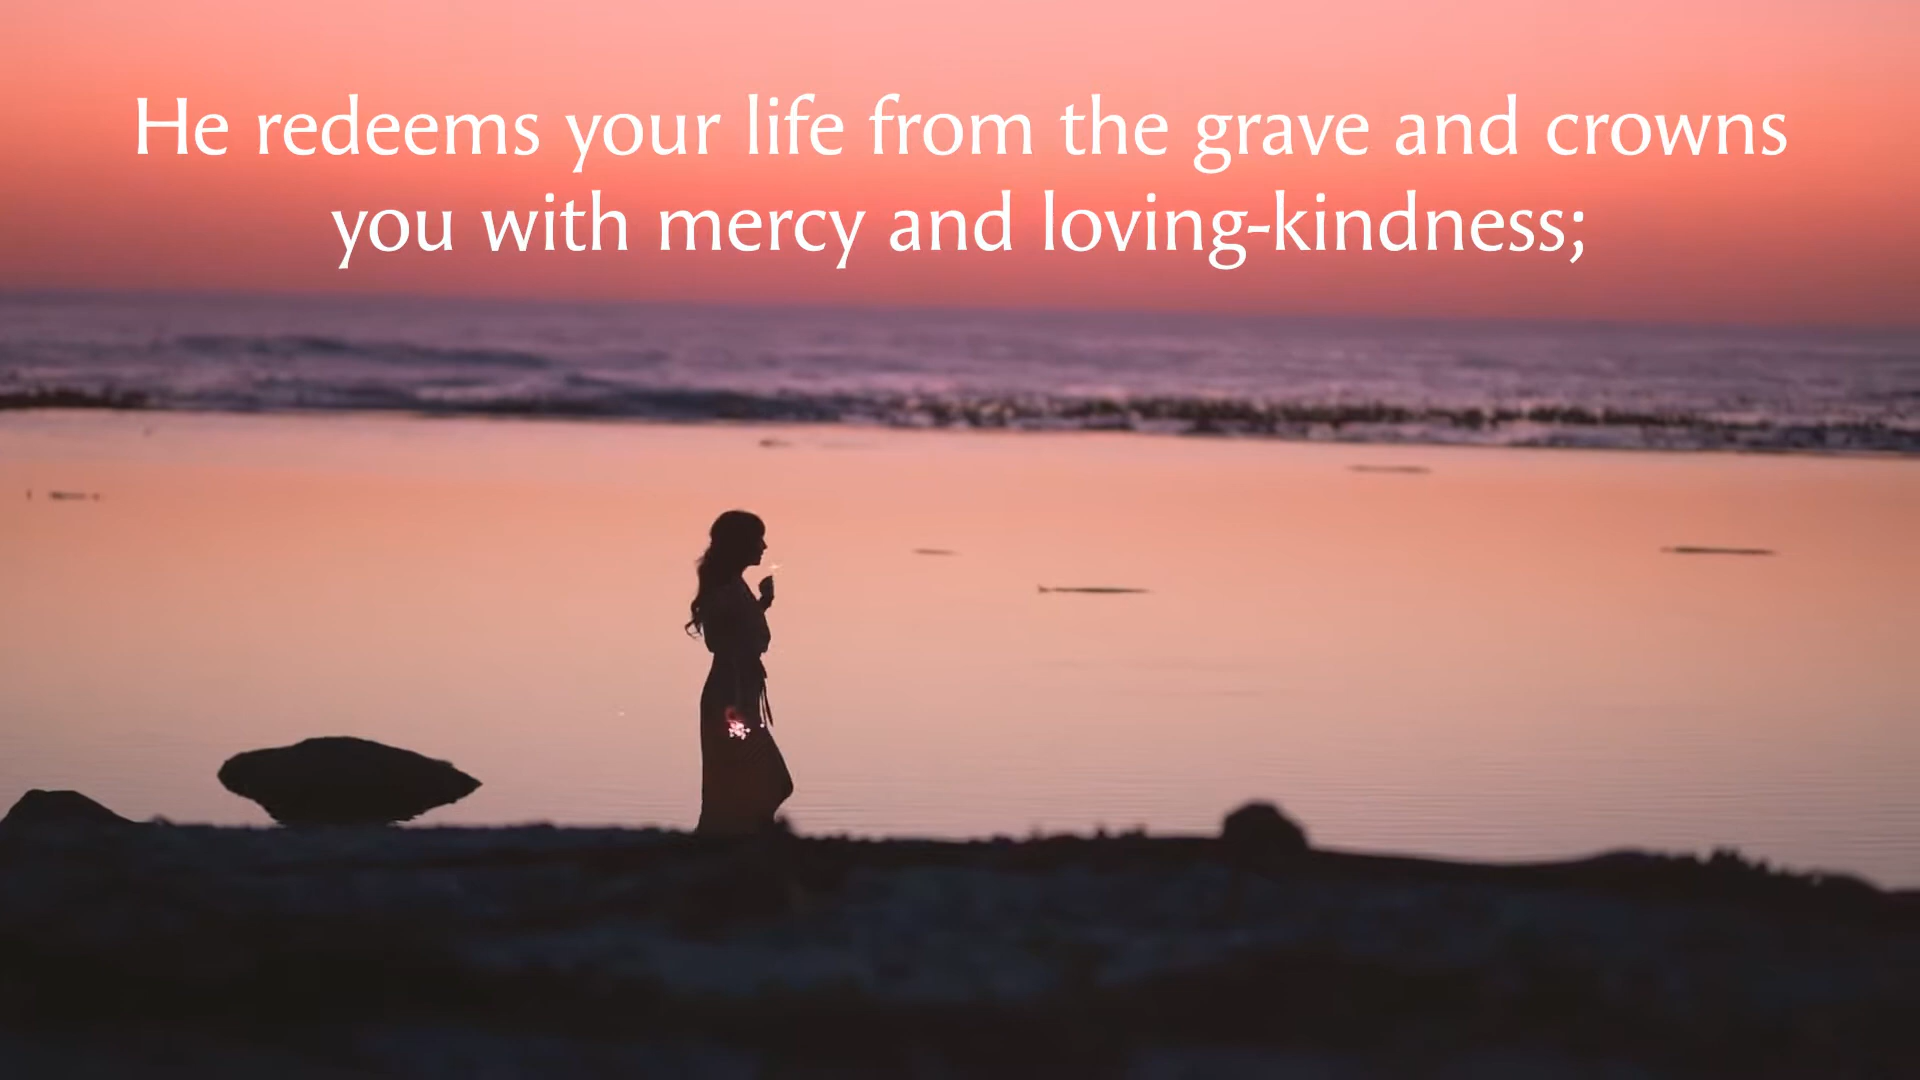 He redeems your life from the grave and crowns
you with mercy and loving-kindness;